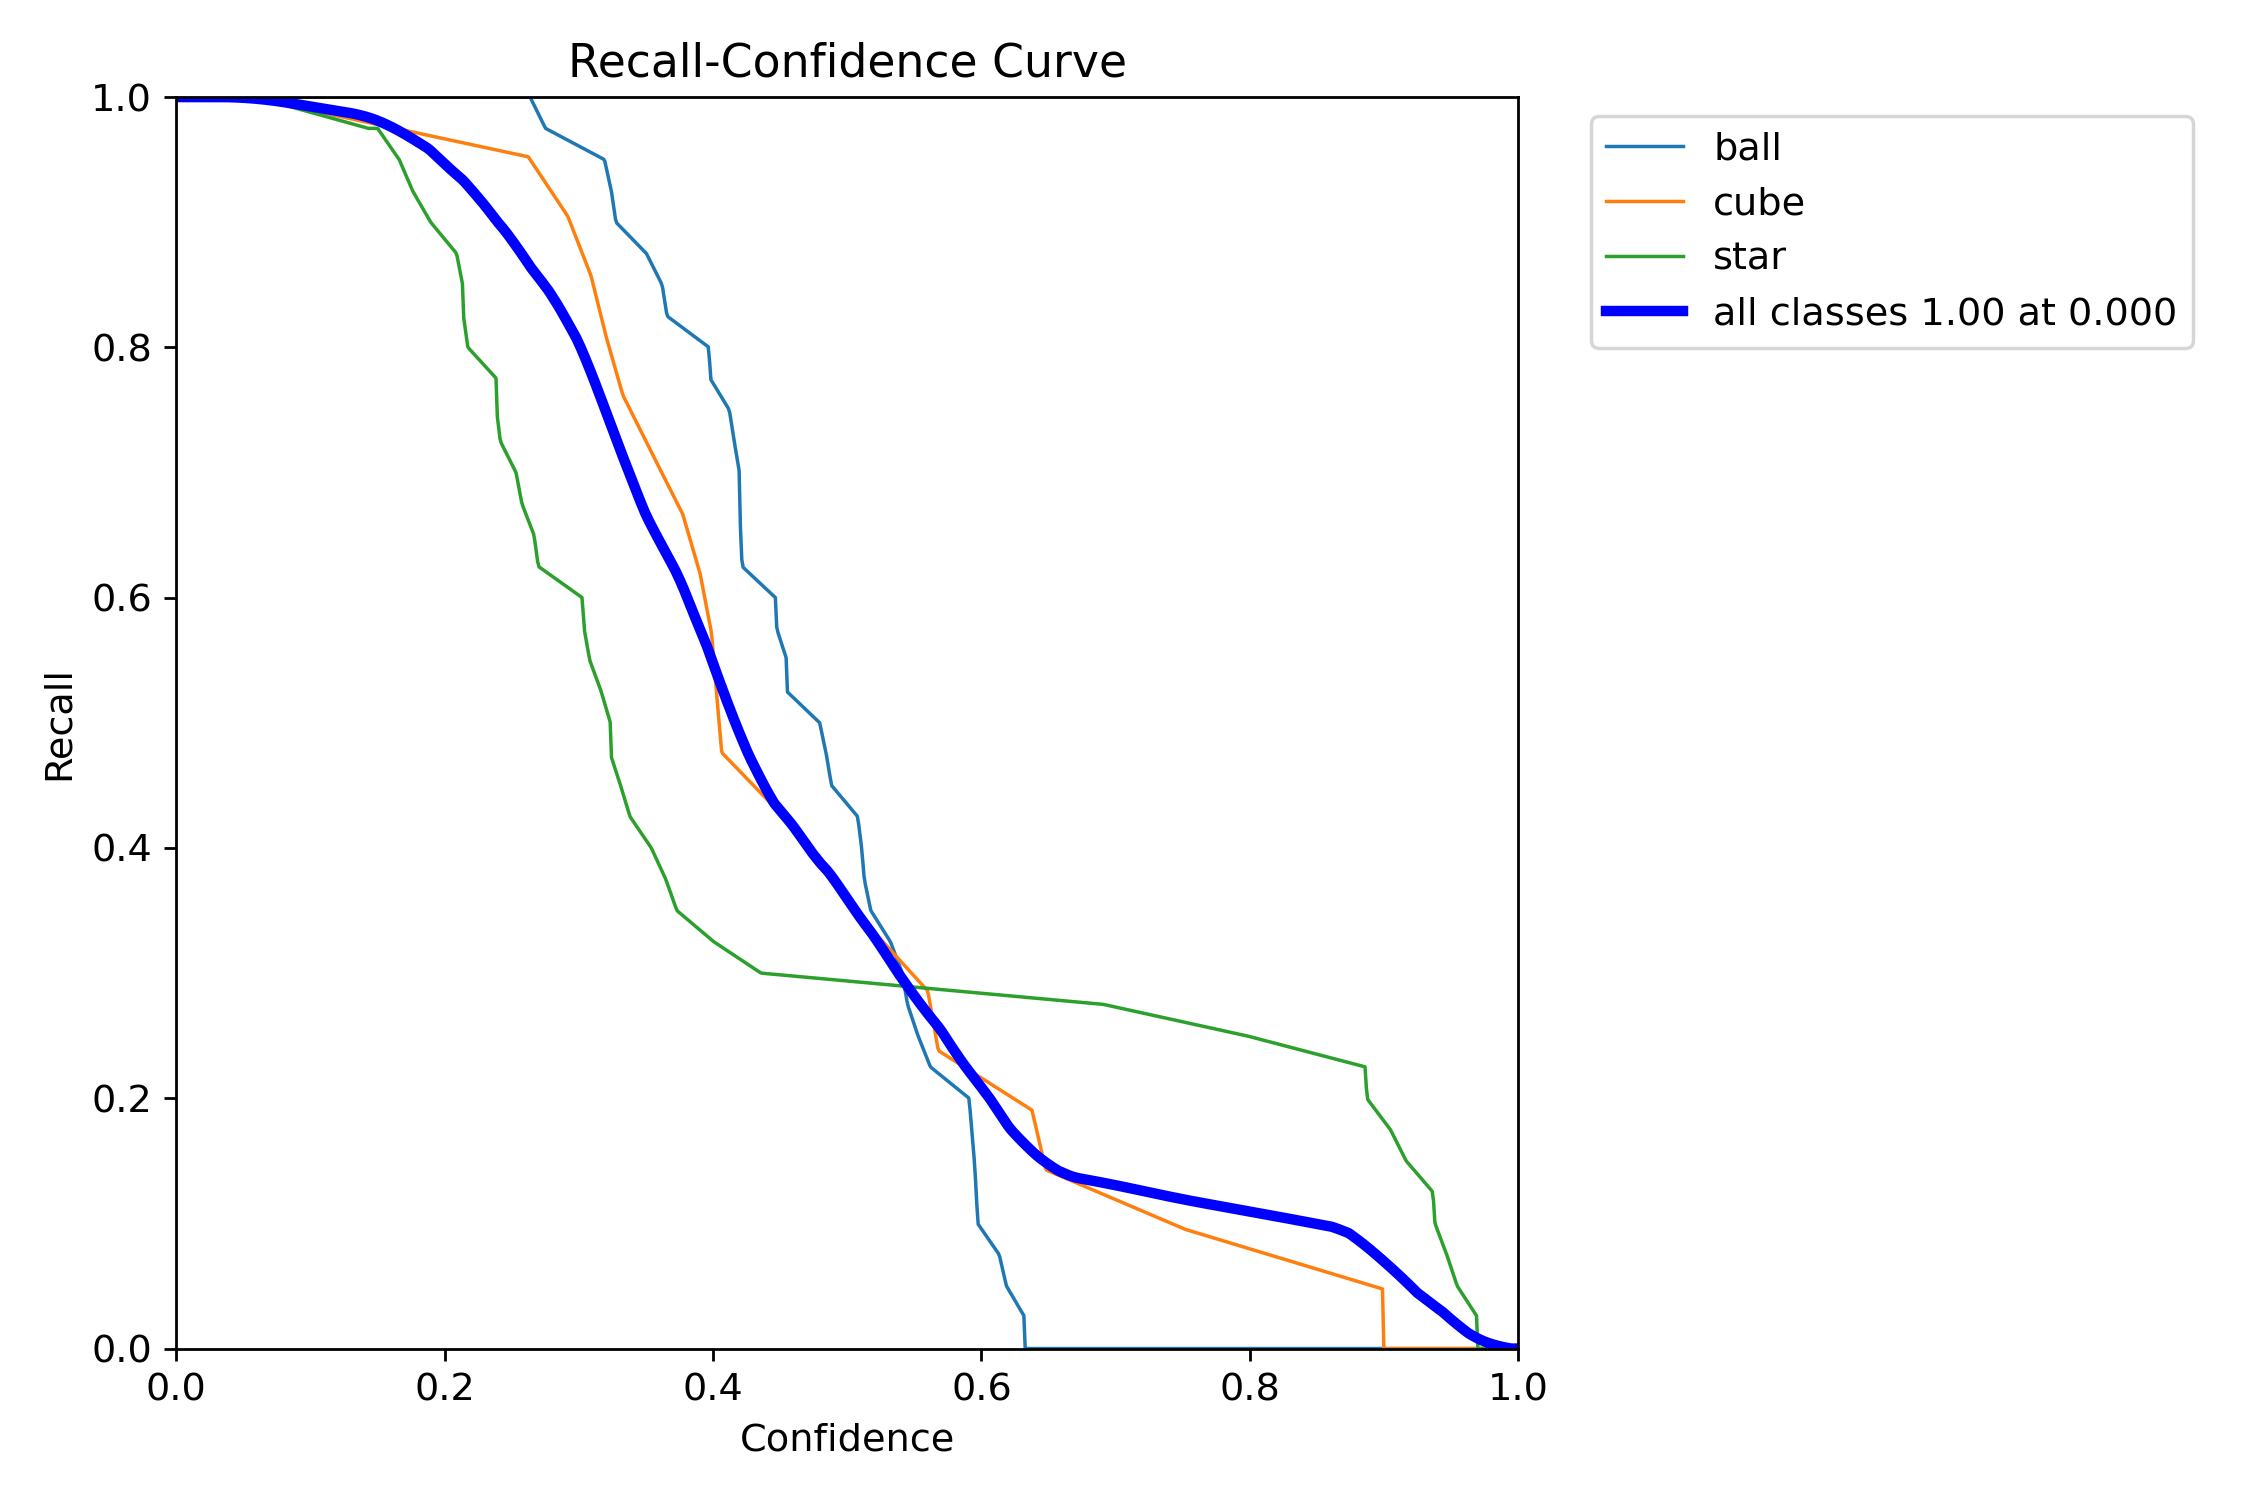 Recall-Confidence Curve
1.0
0.8
0.6
0.4
0.2
0.0
Recall
0.0 0.2 0.4 0.6 0.8 1.0
Confidence
ball
cube
star
all classes 1.00 at 0.000